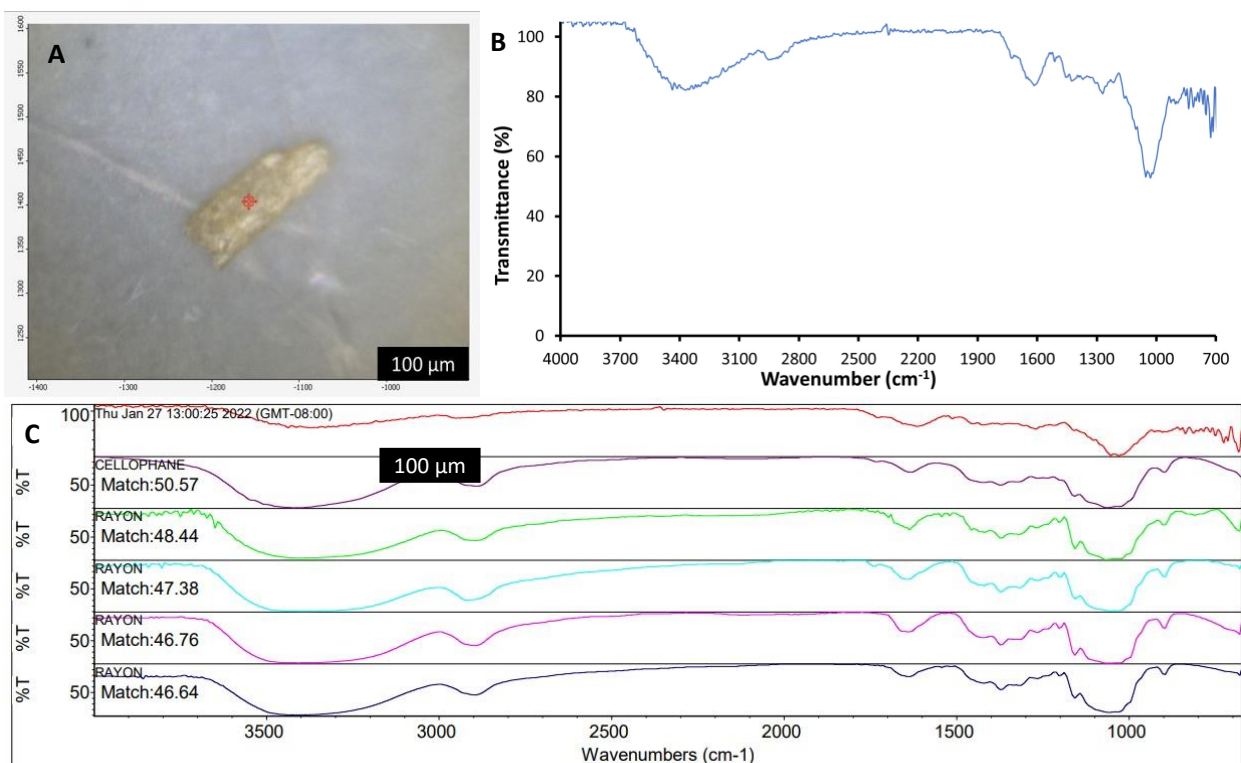 A
1600
1550
1500
1450
1400
1350
1300
1250
-1400
-1300
-1200
-1100
-1000
100 µm
B
Transmittance (%)
100
80
60
40
20
0
4000 3700 3400 3100 2800 2500 2200 1900 1600 1300 1000 700
Wavenumber (cm-1)
C
100
Thu Jan 27 13:00:25 2022 (GMT-08:00)
100 µm
%T
50
CELLOPHANE
Match:50.57
%T
50
RAYON
Match:48.44
%T
50
RAYON
Match:47.38
%T
50
RAYON
Match:46.76
%T
50
RAYON
Match:46.64
3500 3000 2500 2000 1500 1000
Wavenumbers (cm-1)